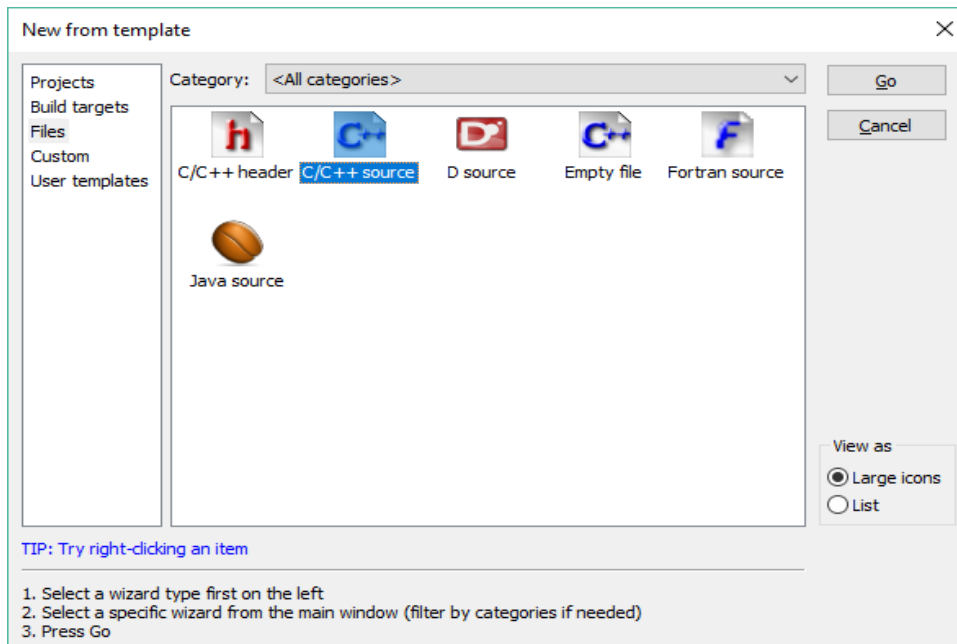 New from template
Projects
Build targets
Files
Custom
User templates
Category: <All categories>
C/C++ header C/C++ source D source Empty file Fortran source
Java source
Go
Cancel
View as
Large icons
List
TIP: Try right-clicking an item
1. Select a wizard type first on the left
2. Select a specific wizard from the main window (filter by categories if needed)
3. Press Go